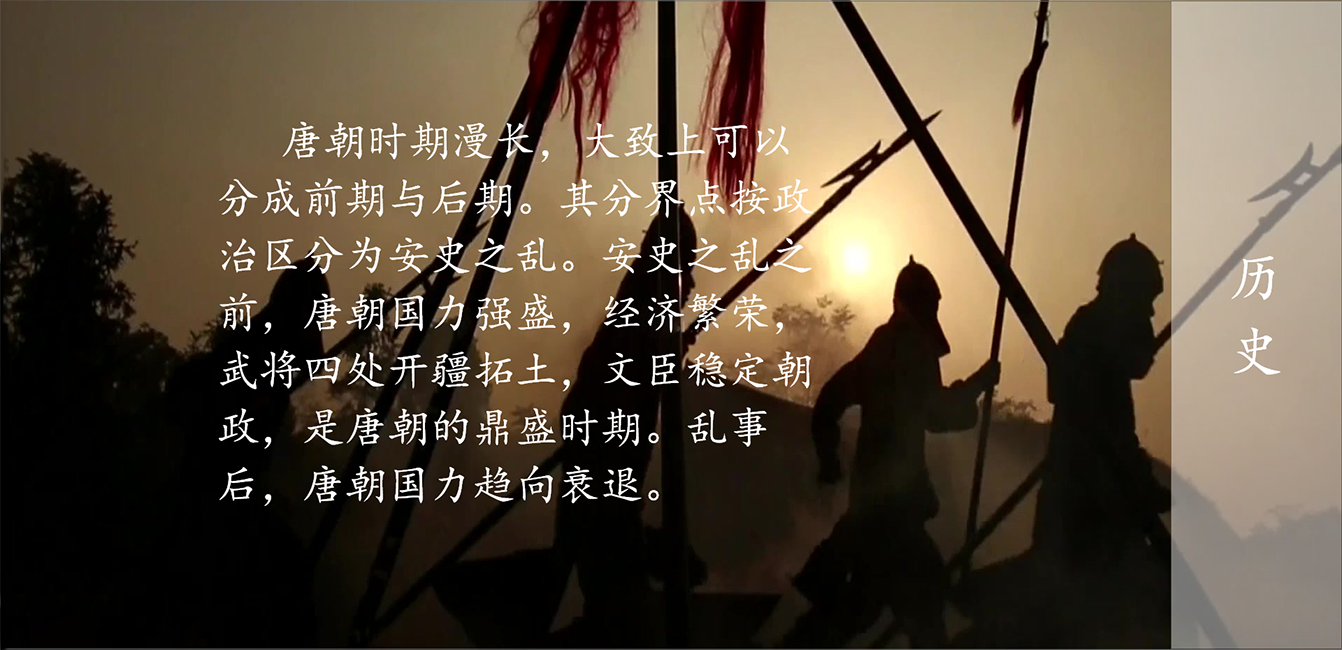 唐朝时期漫长，大致上可以
分成前期与后期。其分界点按政
治区分为安史之乱。安史之乱之
前，唐朝国力强盛，经济繁荣，
武将四处开疆拓土，文臣稳定朝
政，是唐朝的鼎盛时期。乱事
后，唐朝国力趋向衰退。
历史